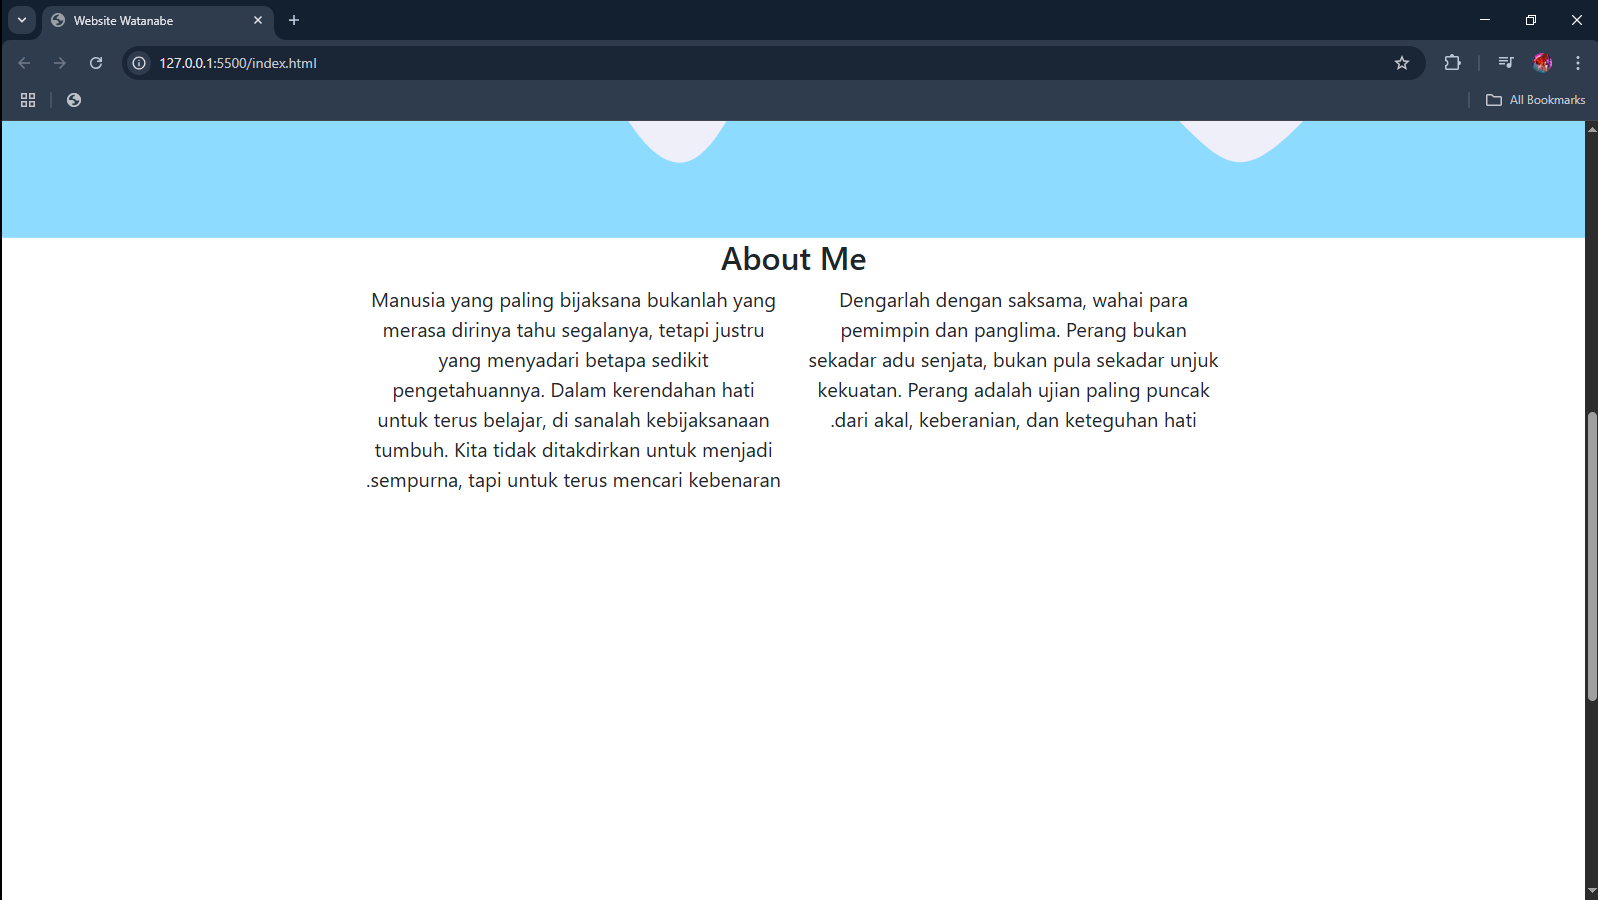 Website Watanabe
127.0.0.1:5500/index.html
All Bookmarks
About Me
Manusia yang paling bijaksana bukanlah yang
merasa dirinya tahu segalanya, tetapi justru
yang menyadari betapa sedikit
pengetahuannya. Dalam kerendahan hati
untuk terus belajar, di sanalah kebijaksanaan
tumbuh. Kita tidak ditakdirkan untuk menjadi
.sempurna, tapi untuk terus mencari kebenaran
Dengarlah dengan saksama, wahai para
pemimpin dan panglima. Perang bukan
sekadar adu senjata, bukan pula sekadar unjuk
kekuatan. Perang adalah ujian paling puncak
.dari akal, keberanian, dan keteguhan hati